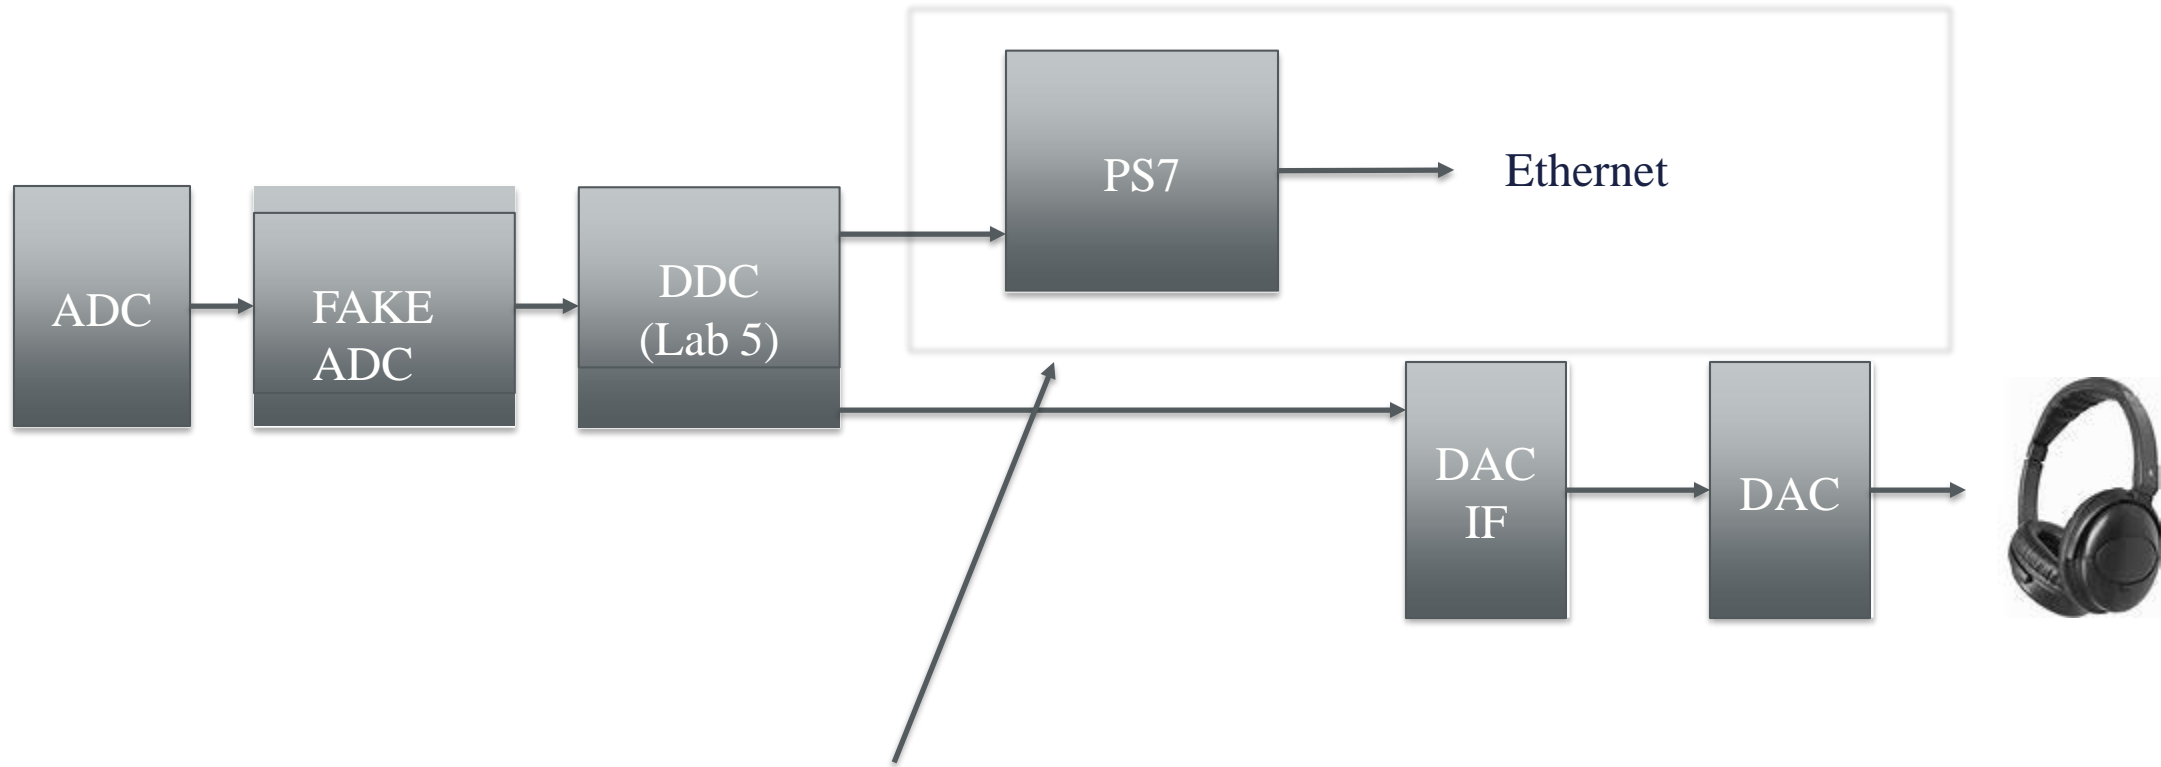 ADC
FAKE
ADC
DDC
(Lab 5)
PS7
Ethernet
DAC
IF
DAC